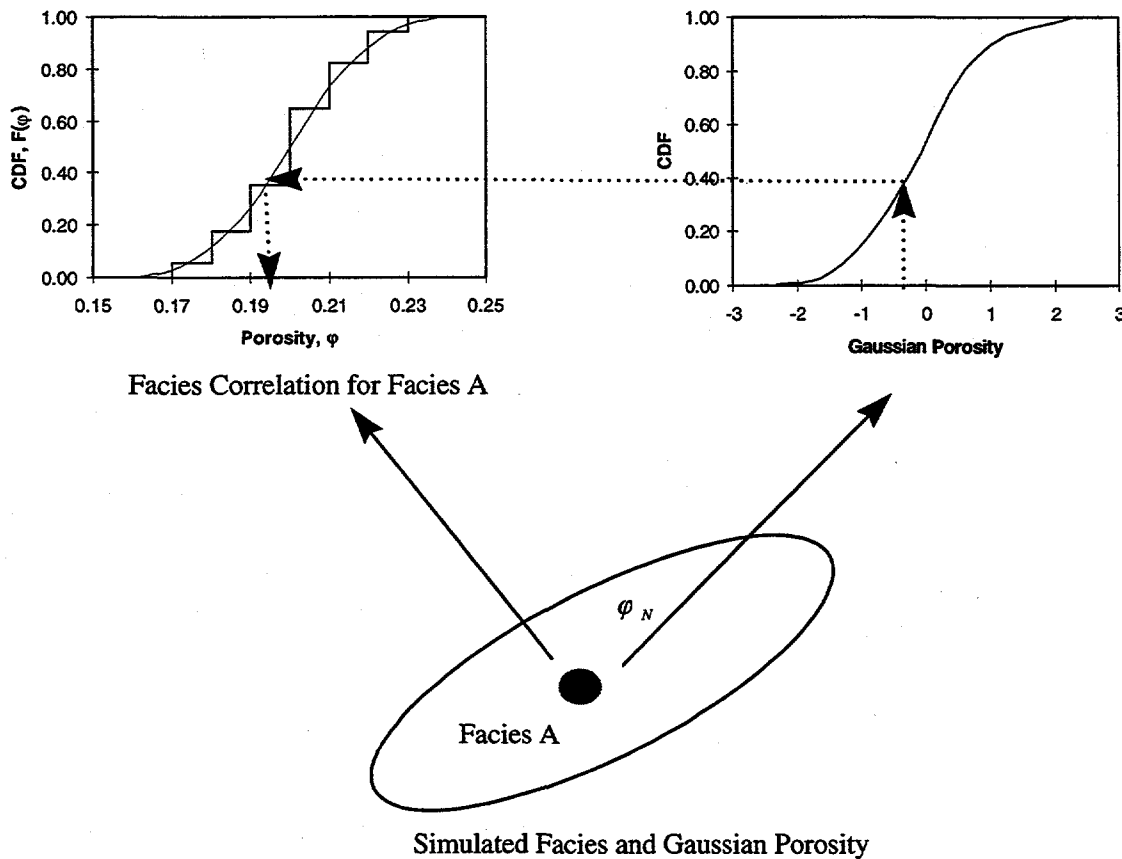 1.00
0.80
0.60
0.40
0.20
0.00
CDF, F(φ)
0.15 0.17 0.19 0.21 0.23 0.25
Porosity, φ
Facies Correlation for Facies A
1.00
0.80
0.60
0.40
0.20
0.00
CDF
-3 -2 -1 0 1 2 3
Gaussian Porosity
φ N
Facies A
Simulated Facies and Gaussian Porosity